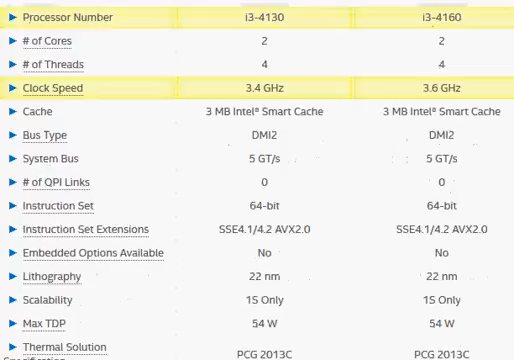 Processor Number i3-4130 i3-4160
# of Cores 2 2
# of Threads 4 4
Clock Speed 3.4 GHz 3.6 GHz
Cache 3 MB Intel® Smart Cache 3 MB Intel® Smart Cache
Bus Type DMI2 DMI2
System Bus 5 GT/s 5 GT/s
# of QPI Links 0 0
Instruction Set 64-bit 64-bit
Instruction Set Extensions SSE4.1/4.2 AVX2.0 SSE4.1/4.2 AVX2.0
Embedded Options Available No No
Lithography 22 nm 22 nm
Scalability 1S Only 1S Only
Max TDP 54 W 54 W
Thermal Solution PCG 2013C PCG 2013C